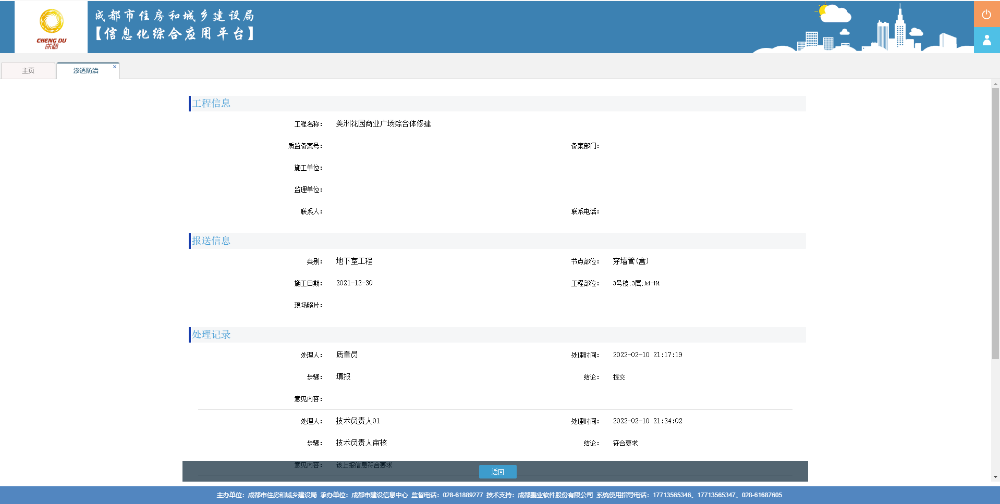 成都市住房和城乡建设局
【信息化综合应用平台】
CHENG DU
成都
主页
渗透防治
×
工程信息
工程名称： 美洲花园商业广场综合体修建
质监备案号： 备案部门：
施工单位：
监理单位：
联系人： 联系电话：
报送信息
类别： 地下室工程 节点部位： 穿墙管(盒)
施工日期： 2021-12-30 工程部位： 3号楼;3层;A4-H4
现场照片：
处理记录
处理人： 质量员 处理时间： 2022-02-10 21:17:19
步骤： 填报 结论： 提交
意见内容：
处理人： 技术负责人01 处理时间： 2022-02-10 21:34:02
步骤： 技术负责人审核 结论： 符合要求
意见内容： 该上报信息符合要求
返回
主办单位：成都市住房和城乡建设局 承办单位：成都市建设信息中心 监督电话：028-61889277 技术支持：成都鹏业软件股份有限公司 系统使用指导电话：17713565346、17713565347、028-61687605